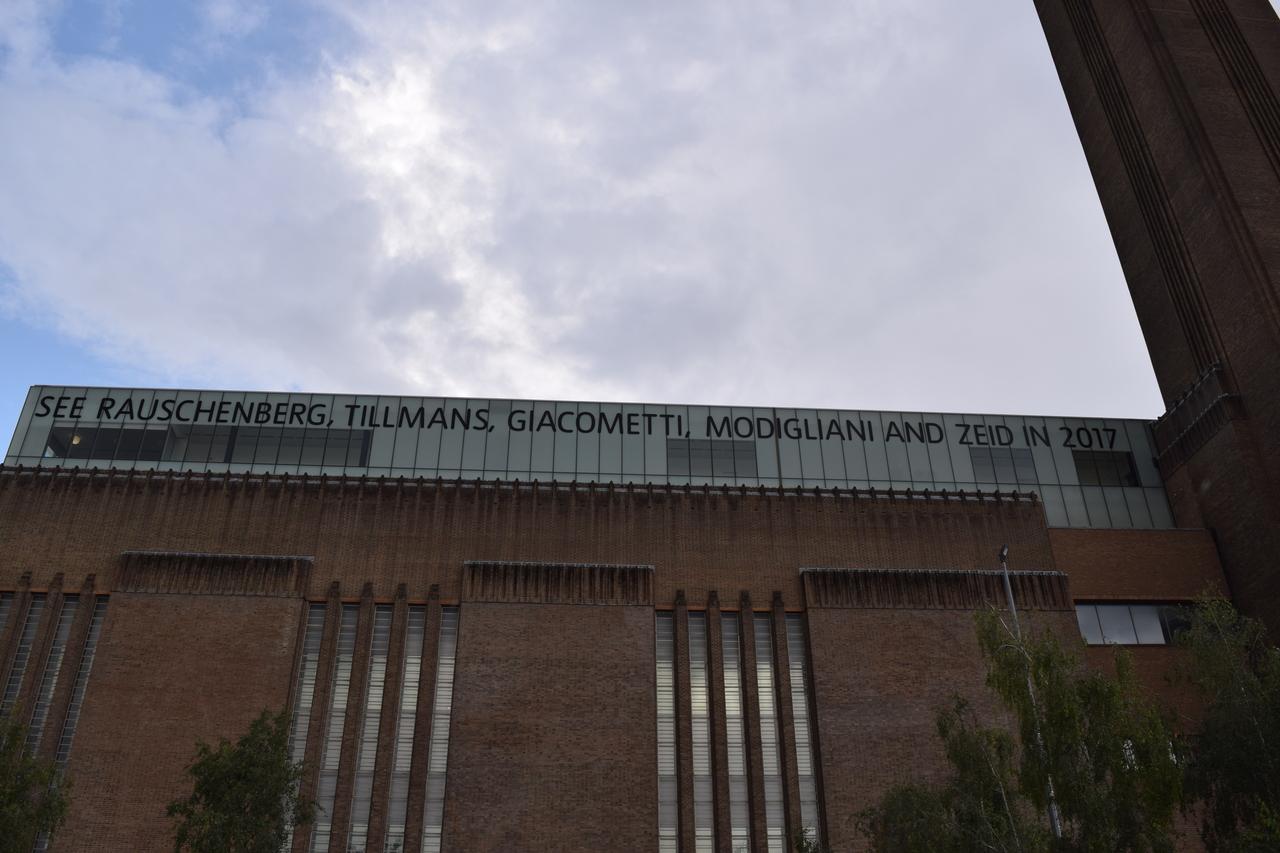 SEE RAUSCHENBERG, TILLMANS, GIACOMETTI, MODIGLIANI AND ZEID IN 2017